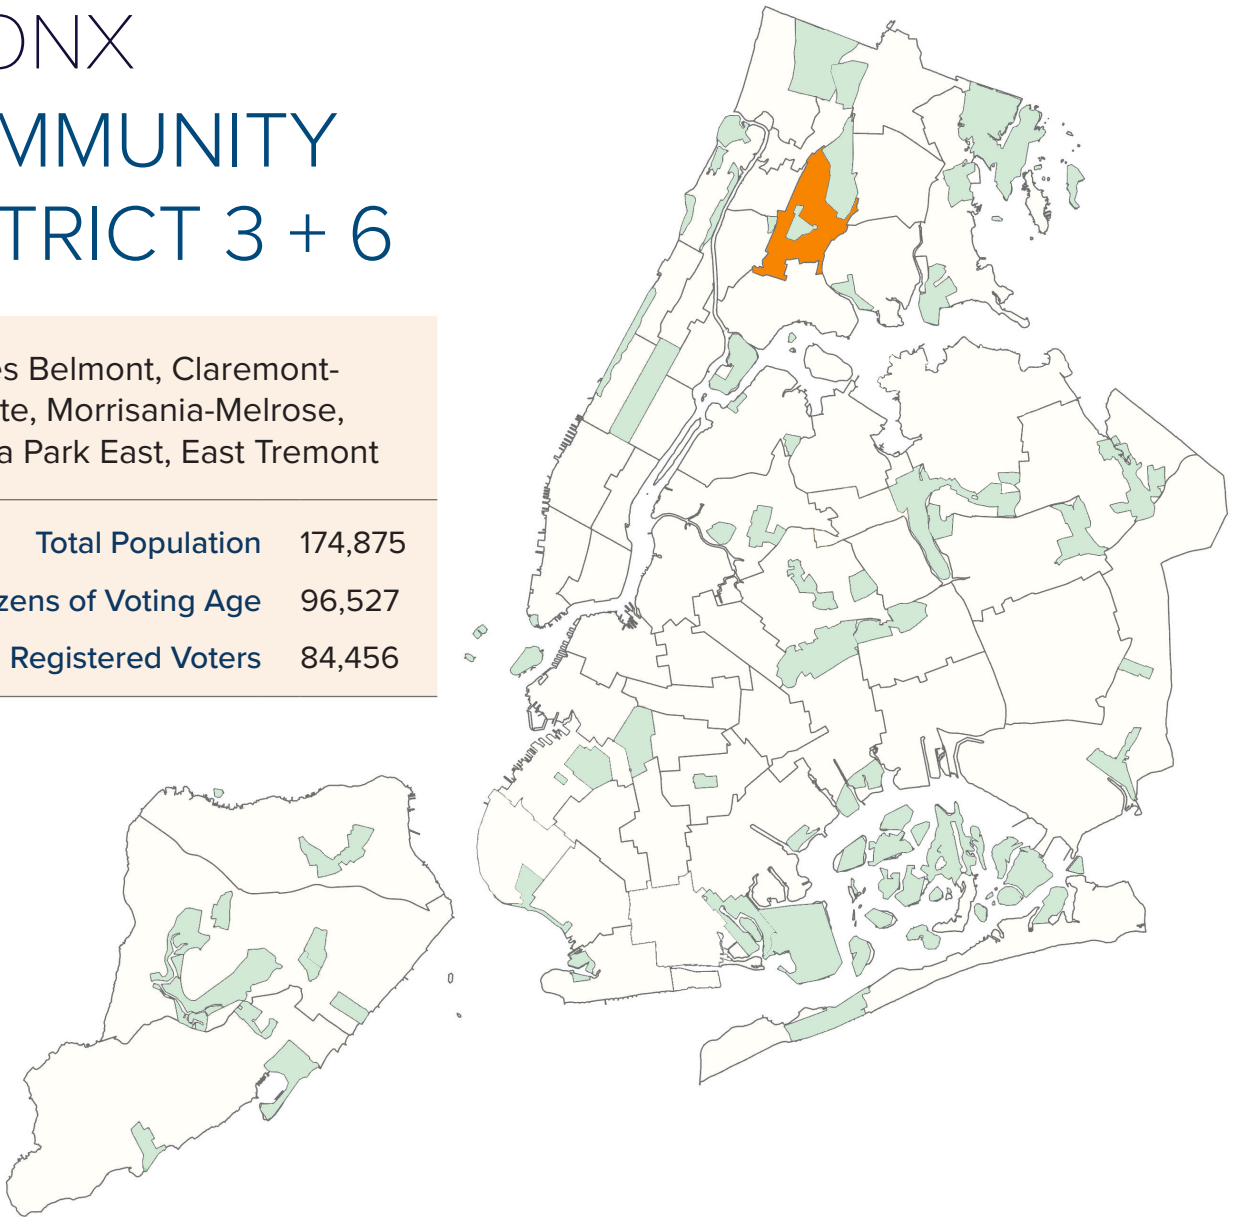 ONX
MMUNITY
TRICT 3 + 6
es Belmont, Claremont-
te, Morrisania-Melrose,
a Park East, East Tremont
Total Population 174,875
zens of Voting Age 96,527
Registered Voters 84,456